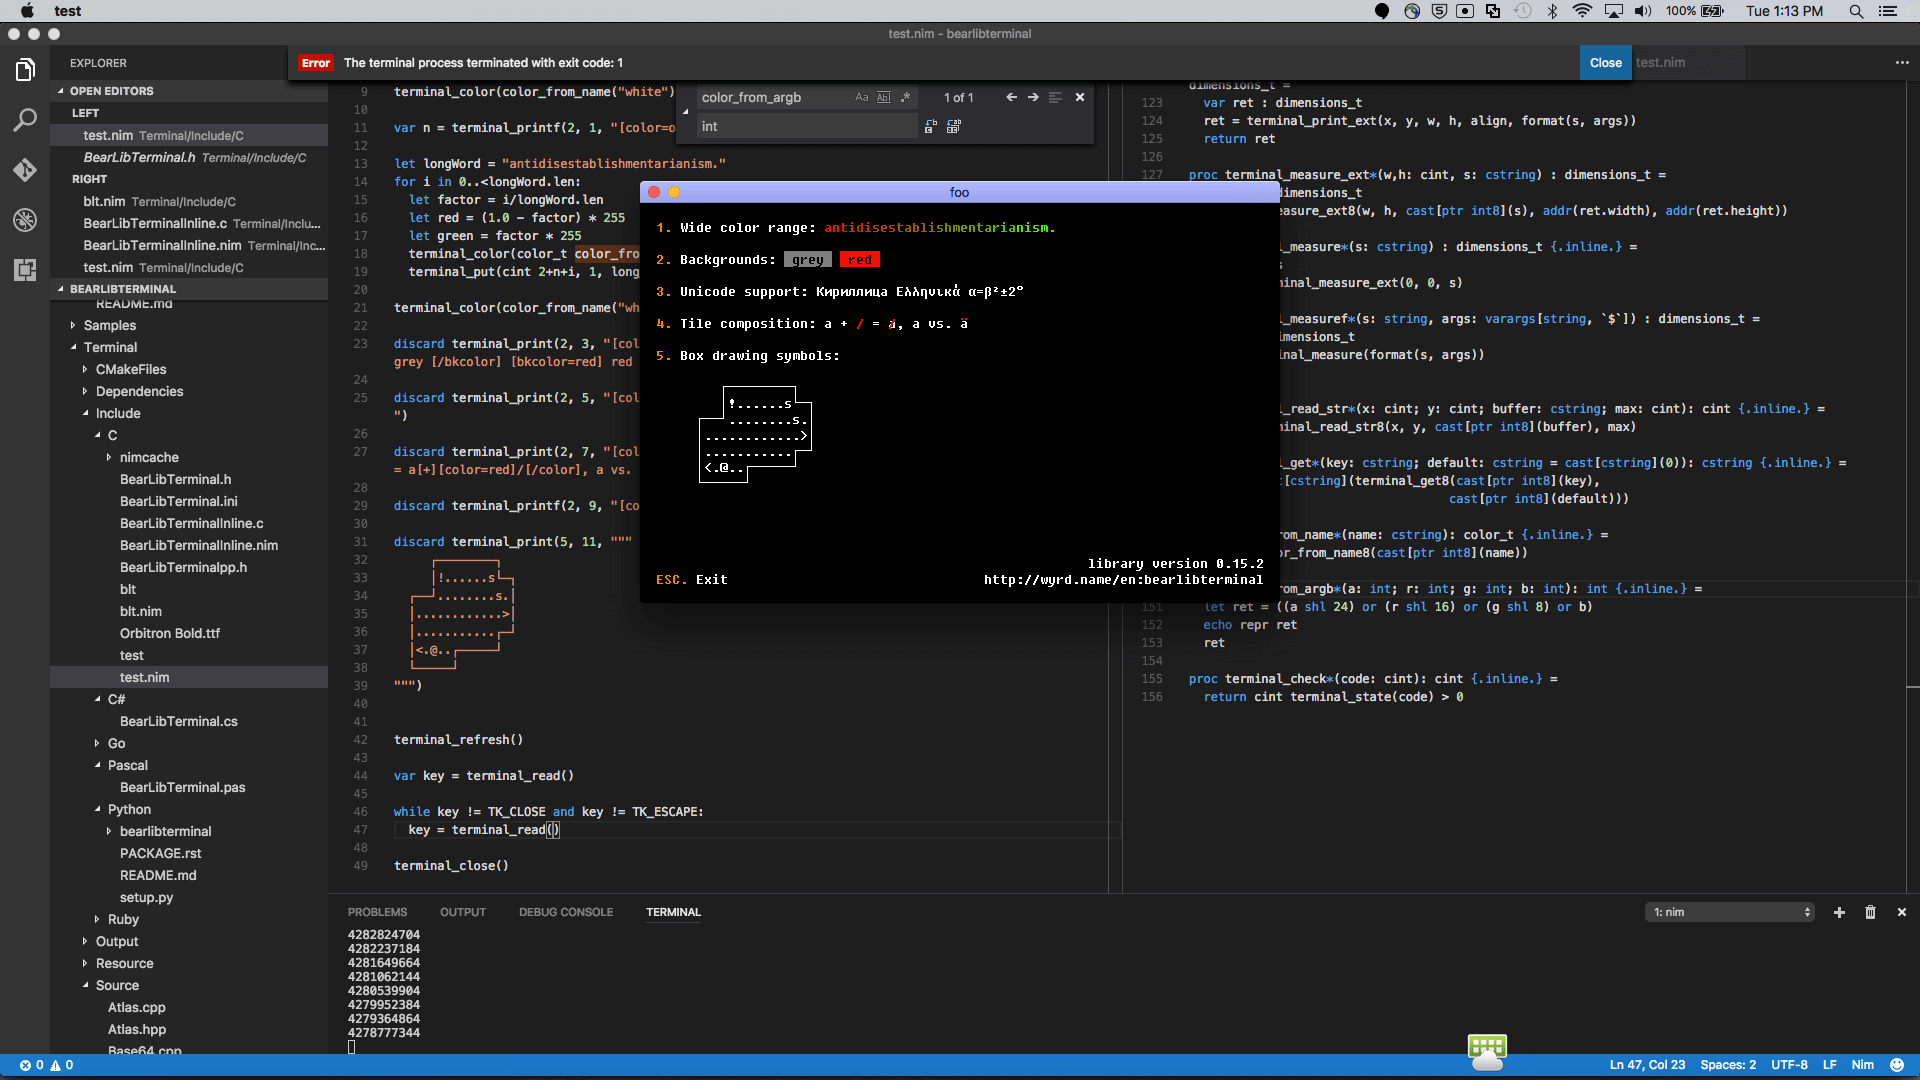 test
100%
Tue 1:13 PM
test.nim - bearlibterminal
EXPLORER
Error The terminal process terminated with exit code: 1
Close
test.nim
OPEN EDITORS
LEFT
test.nim Terminal/Include/C
BearLibTerminal.h Terminal/Include/C
RIGHT
blt.nim Terminal/Include/C
BearLibTerminalInline.c Terminal/Inclu...
BearLibTerminalInline.nim Terminal/Inc...
test.nim Terminal/Include/C
BEARLIBTERMINAL
README.md
Samples
Terminal
CMakeFiles
Dependencies
Include
C
nimcache
BearLibTerminal.h
BearLibTerminal.ini
BearLibTerminalInline.c
BearLibTerminalInline.nim
BearLibTerminalpp.h
blt
blt.nim
Orbitron Bold.ttf
test
test.nim
C#
BearLibTerminal.cs
Go
Pascal
BearLibTerminal.pas
Python
bearlibterminal
PACKAGE.rst
README.md
setup.py
Ruby
Output
Resource
Source
Atlas.cpp
Atlas.hpp
Base64.cpp
9 terminal_color(color_from_name("white")
10
11 var n = terminal_printf(2, 1, "[color=o
12
13 let longWord = "antidisestablishmentarianism."
14 for i in 0..<longWord.len:
15 let factor = i/longWord.len
16 let red = (1.0 - factor) * 255
17 let green = factor * 255
18 terminal_color(color_t color_fro
19 terminal_put(cint 2+n+i, 1, long
20
21 terminal_color(color_from_name("wh
22
23 discard terminal_print(2, 3, "[col
grey [/bkcolor] [bkcolor=red] red
24
25 discard terminal_print(2, 5, "[col
")
26
27 discard terminal_print(2, 7, "[col
= a[+][color=red]/[/color], a vs.
28
29 discard terminal_printf(2, 9, "[co
30
31 discard terminal_print(5, 11, """
32 ┌───────┐
33 │!......s└─┐
34 ┌──┘........s.│
35 │............>│
36 │...........┌─┘
37 │<.@..┌─────┘
38 └─────┘
39 """)
40
41
42 terminal_refresh()
43
44 var key = terminal_read()
45
46 while key != TK_CLOSE and key != TK_ESCAPE:
47 key = terminal_read()
48
49 terminal_close()
color_from_argb
Aa Ab| .*
1 of 1
int
foo
1. Wide color range: antidisestablishmentarianism.
2. Backgrounds: grey red
3. Unicode support: Кириллица Ελληνικά α=β²±2°
4. Tile composition: a + / = a, a vs. ä
5. Box drawing symbols:
!......s
........s.
............>
...........
<.@..
library version 0.15.2
ESC. Exit
http://wyrd.name/en:bearlibterminal
dimensions_t =
123 var ret : dimensions_t
124 ret = terminal_print_ext(x, y, w, h, align, format(s, args))
125 return ret
126
127 proc terminal_measure_ext*(w,h: cint, s: cstring) : dimensions_t =
dimensions_t
easure_ext8(w, h, cast[ptr int8](s), addr(ret.width), addr(ret.height))
l_measure*(s: cstring) : dimensions_t {.inline.} =
s
inal_measure_ext(0, 0, s)
l_measuref*(s: string, args: varargs[string, `$`]) : dimensions_t =
imensions_t
inal_measure(format(s, args))
l_read_str*(x: cint; y: cint; buffer: cstring; max: cint): cint {.inline.} =
inal_read_str8(x, y, cast[ptr int8](buffer), max)
l_get*(key: cstring; default: cstring = cast[cstring](0)): cstring {.inline.} =
t[cstring](terminal_get8(cast[ptr int8](key),
cast[ptr int8](default)))
rom_name*(name: cstring): color_t {.inline.} =
or_from_name8(cast[ptr int8](name))
rom_argb*(a: int; r: int; g: int; b: int): int {.inline.} =
151 let ret = ((a shl 24) or (r shl 16) or (g shl 8) or b)
152 echo repr ret
153 ret
154
155 proc terminal_check*(code: cint): cint {.inline.} =
156 return cint terminal_state(code) > 0
PROBLEMS OUTPUT DEBUG CONSOLE TERMINAL
1: nim
4282824704
4282237184
4281649664
4281062144
4280539904
4279952384
4279364864
4278777344
0 0
Ln 47, Col 23 Spaces: 2 UTF-8 LF Nim